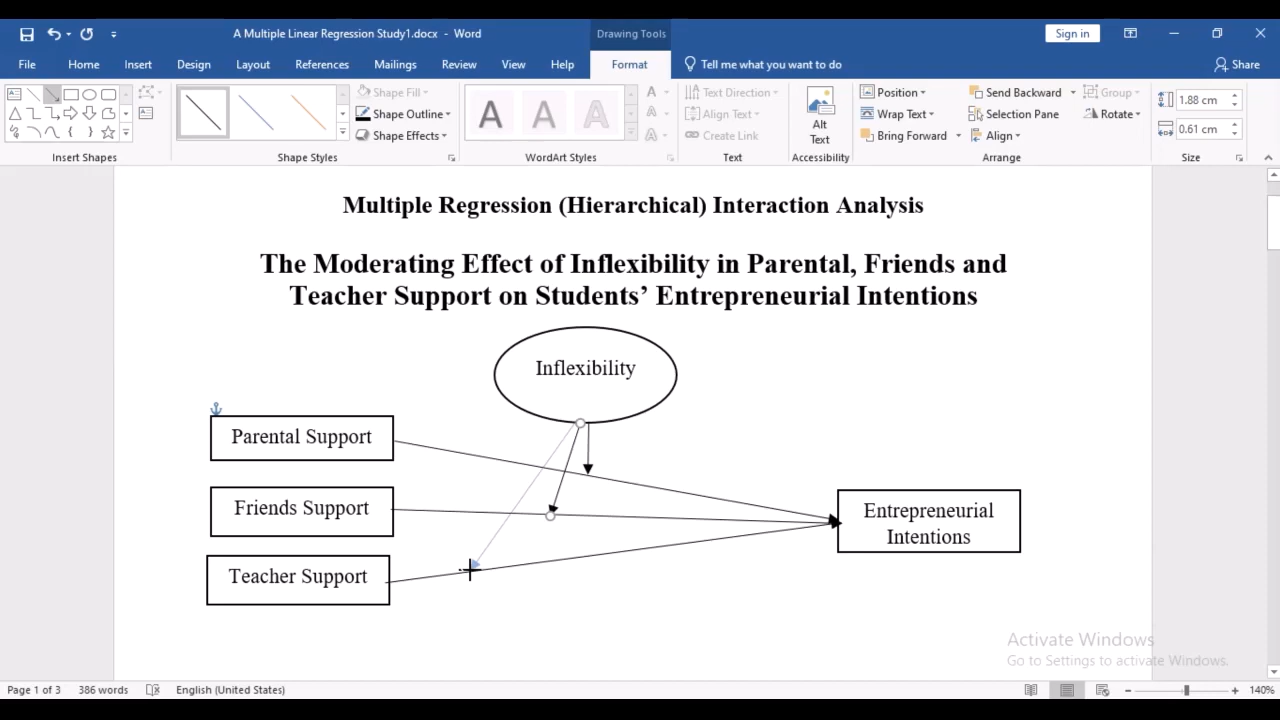 A Multiple Linear Regression Study1.docx - Word
Drawing Tools
Sign in
File Home Insert Design Layout References Mailings Review View Help Format Tell me what you want to do Share
Shape Fill
Shape Outline
Shape Effects
A A A
Text Direction
Align Text
Create Link
Alt
Text
Position
Wrap Text
Bring Forward
Send Backward
Selection Pane
Align
Group
Rotate
1.88 cm
0.61 cm
Insert Shapes Shape Styles WordArt Styles Text Accessibility Arrange Size
Multiple Regression (Hierarchical) Interaction Analysis
The Moderating Effect of Inflexibility in Parental, Friends and
Teacher Support on Students’ Entrepreneurial Intentions
Inflexibility
Parental Support
Friends Support
Teacher Support
Entrepreneurial
Intentions
Activate Windows
Go to Settings to activate Windows.
Page 1 of 3 386 words English (United States) 140%